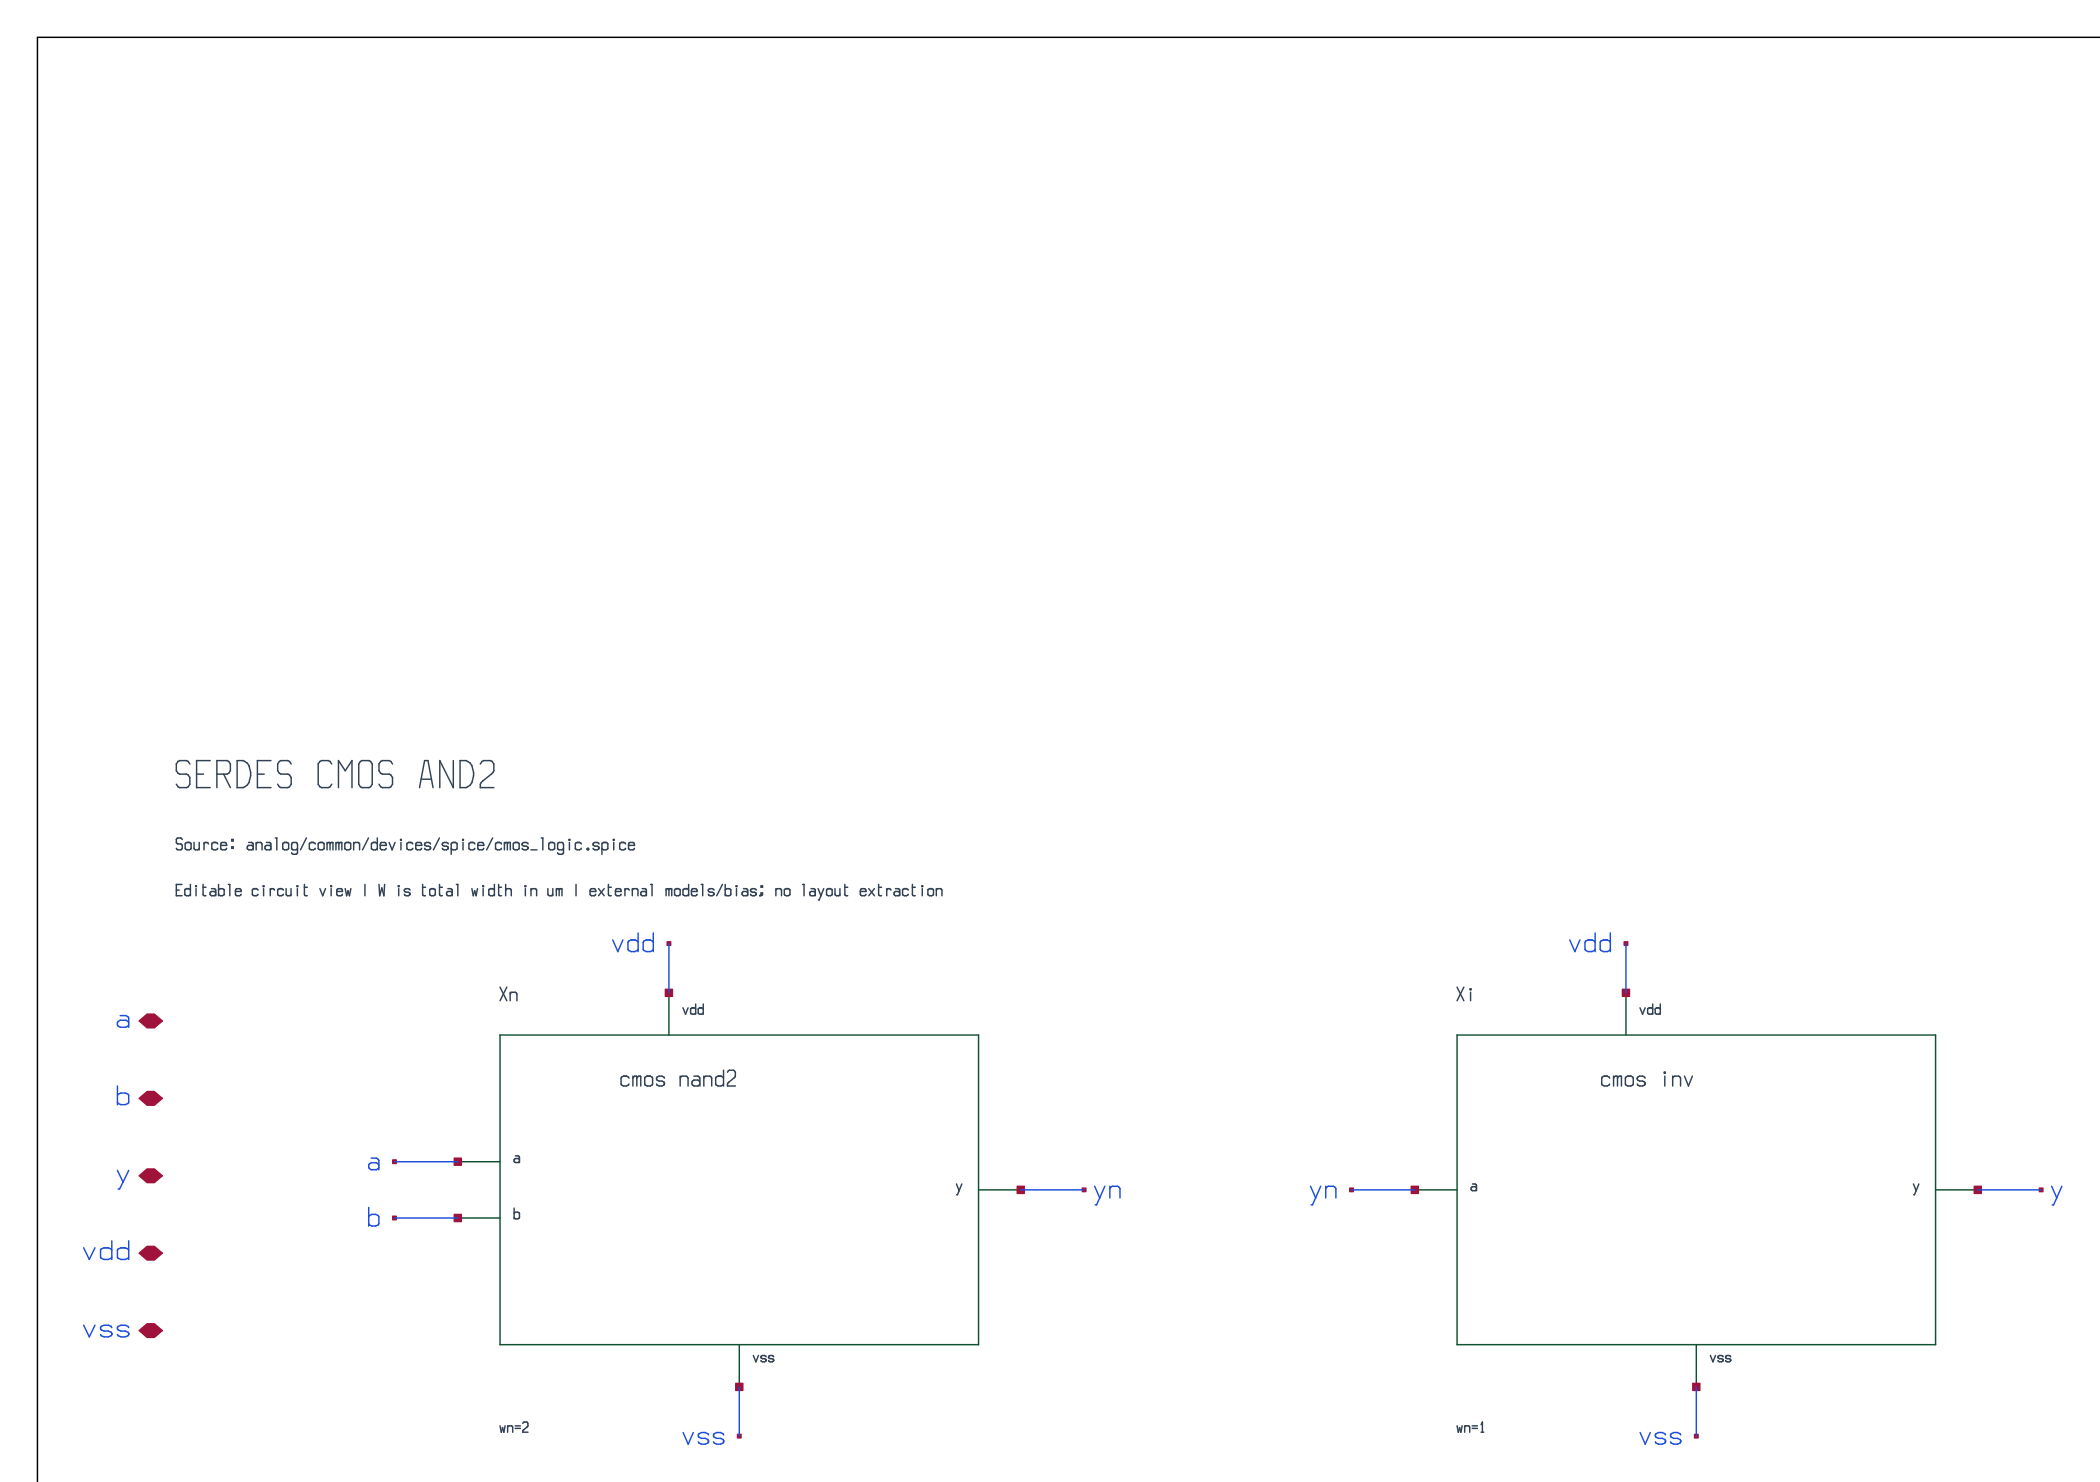 SERDES CMOS AND2
Source: analog/common/devices/spice/cmos_logic.spice
Editable circuit view | W is total width in um | external models/bias; no layout extraction
vdd
vdd
Xn
Xi
vdd
vdd
a
b
y
vdd
vss
cmos nand2
cmos inv
a
a
b
b
y
yn
yn
a
y
y
vss
vss
wn=2
vss
wn=1
vss